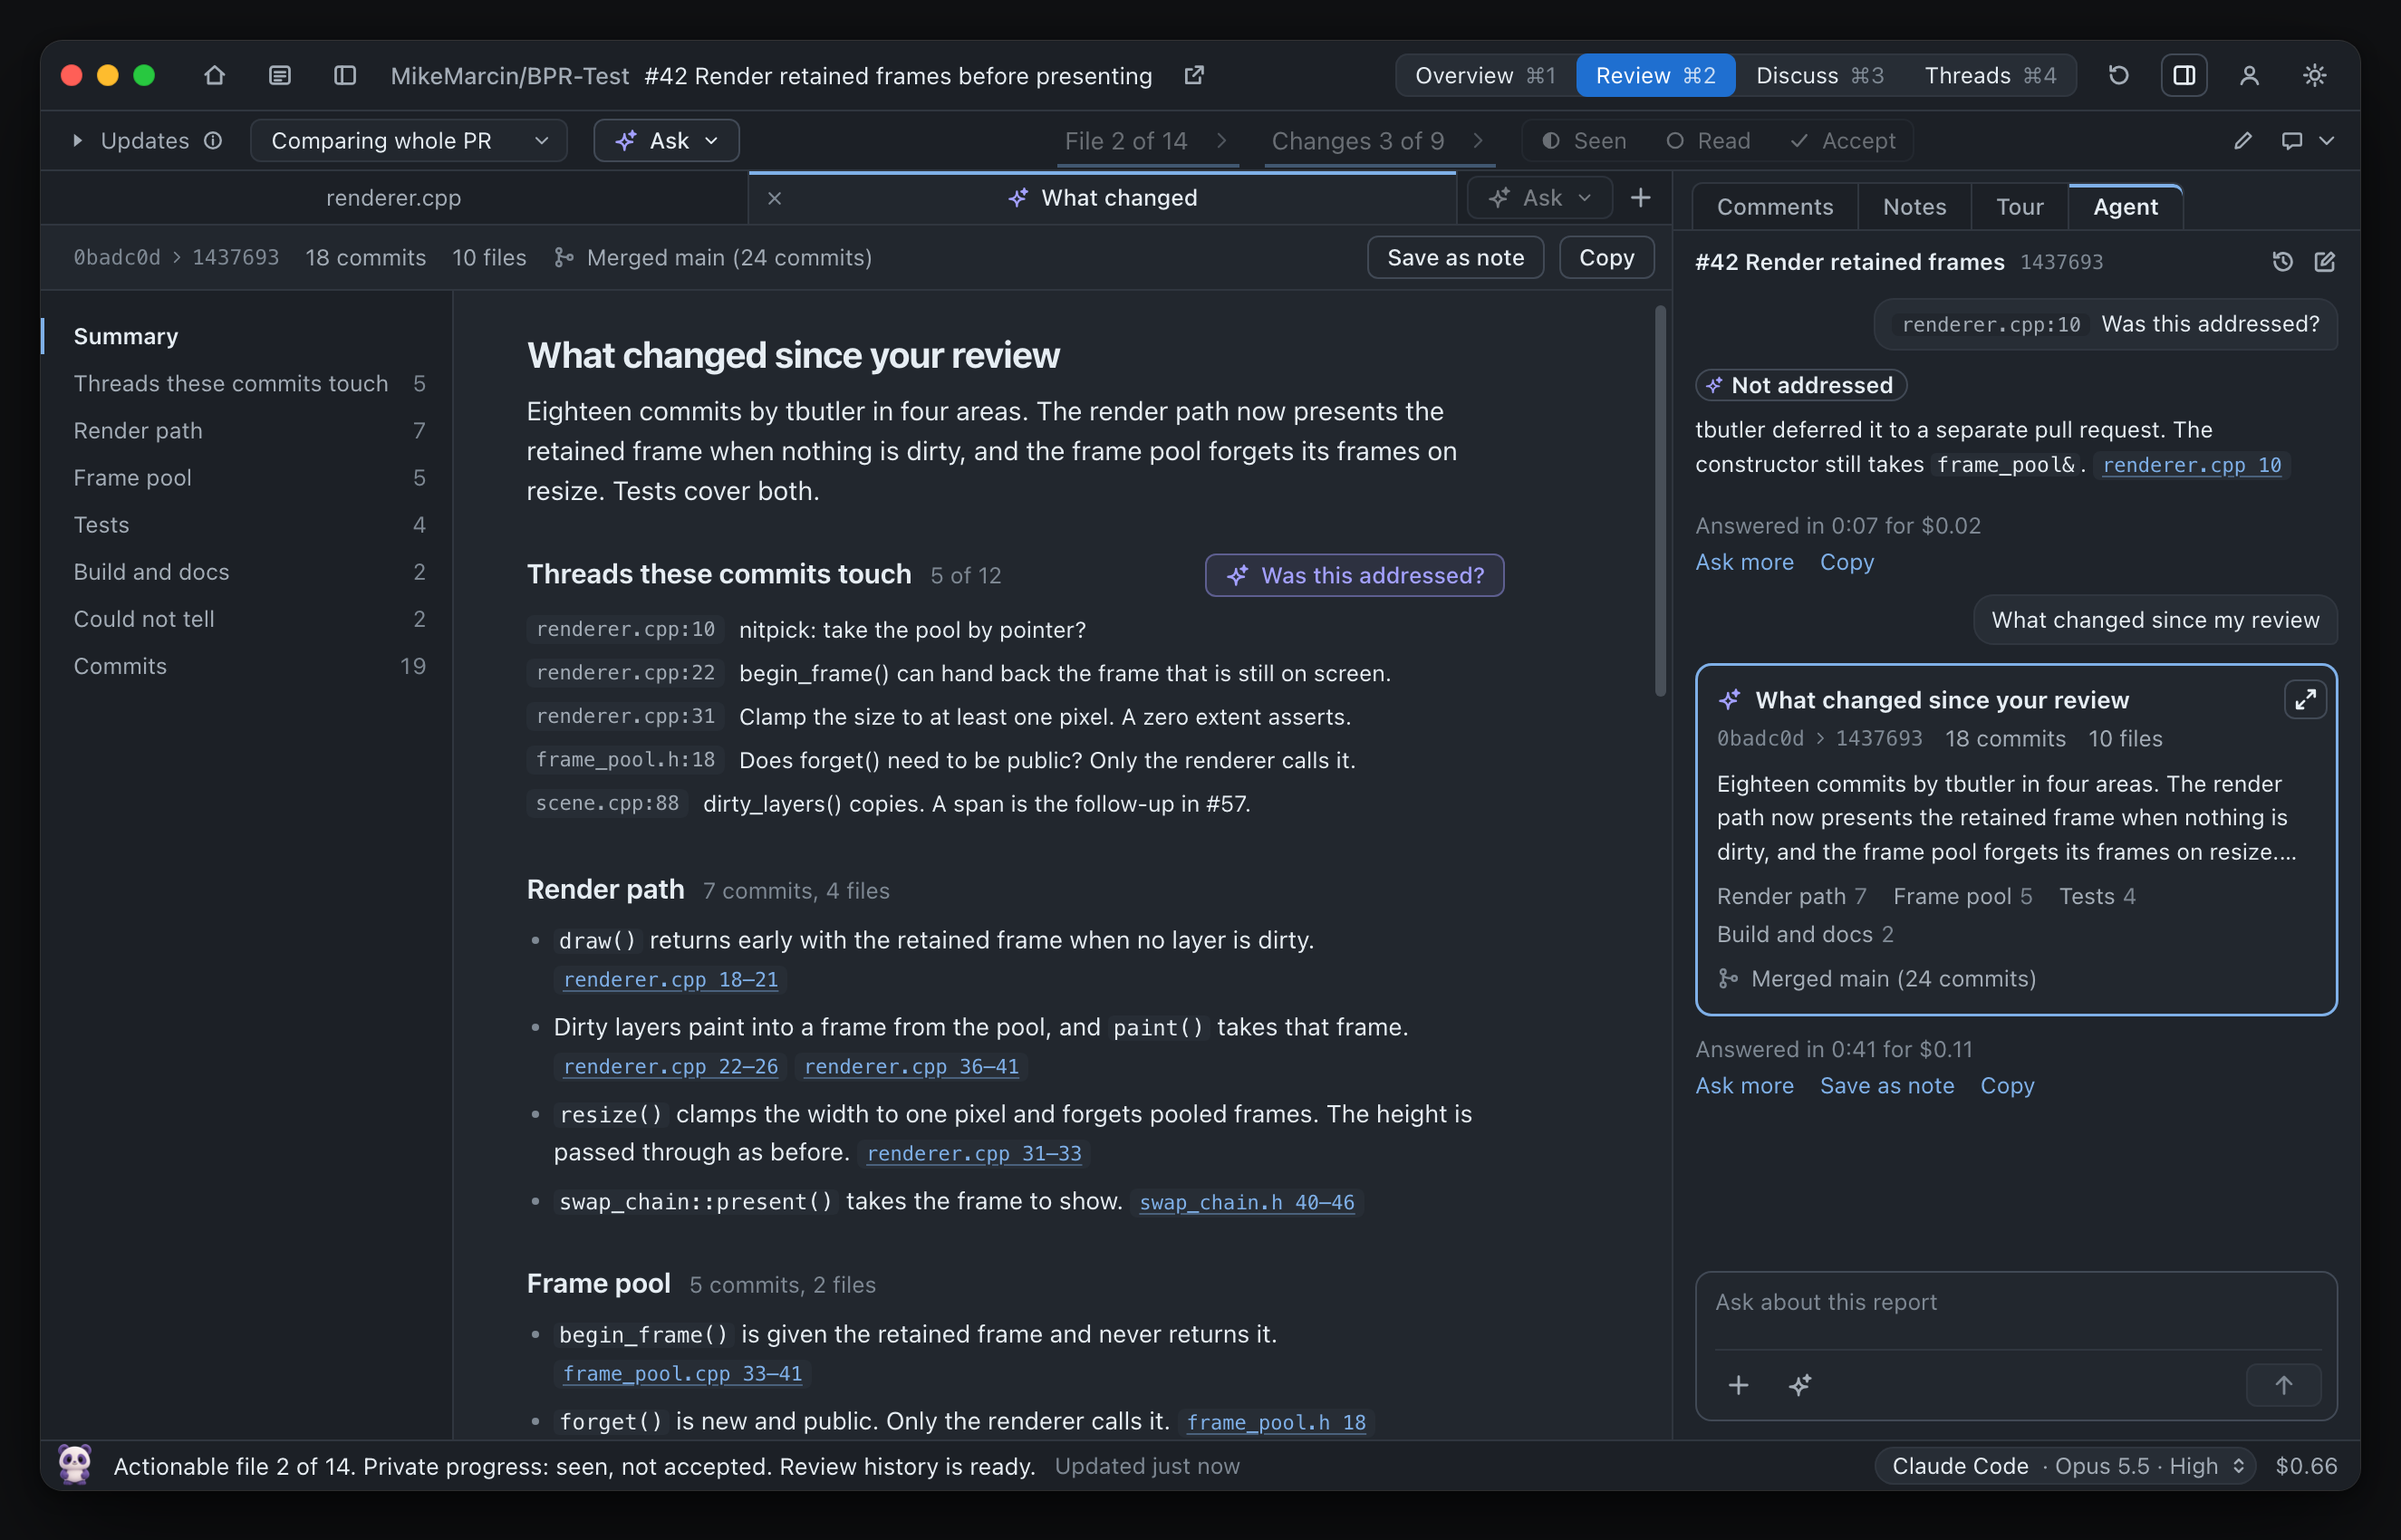 MikeMarcin/BPR-Test #42 Render retained frames before presenting
Overview ⌘1 Review ⌘2 Discuss ⌘3 Threads ⌘4
Updates Comparing whole PR Ask File 2 of 14 Changes 3 of 9 Seen Read Accept
renderer.cpp
What changed
Ask
0badc0d > 1437693 18 commits 10 files Merged main (24 commits) Save as note Copy
Summary
Threads these commits touch 5
Render path 7
Frame pool 5
Tests 4
Build and docs 2
Could not tell 2
Commits 19
What changed since your review
Eighteen commits by tbutler in four areas. The render path now presents the
retained frame when nothing is dirty, and the frame pool forgets its frames on
resize. Tests cover both.
Threads these commits touch 5 of 12 Was this addressed?
renderer.cpp:10 nitpick: take the pool by pointer?
renderer.cpp:22 begin_frame() can hand back the frame that is still on screen.
renderer.cpp:31 Clamp the size to at least one pixel. A zero extent asserts.
frame_pool.h:18 Does forget() need to be public? Only the renderer calls it.
scene.cpp:88 dirty_layers() copies. A span is the follow-up in #57.
Render path 7 commits, 4 files
• draw() returns early with the retained frame when no layer is dirty.
renderer.cpp 18–21
• Dirty layers paint into a frame from the pool, and paint() takes that frame.
renderer.cpp 22–26 renderer.cpp 36–41
• resize() clamps the width to one pixel and forgets pooled frames. The height is
passed through as before. renderer.cpp 31–33
• swap_chain::present() takes the frame to show. swap_chain.h 40–46
Frame pool 5 commits, 2 files
• begin_frame() is given the retained frame and never returns it.
frame_pool.cpp 33–41
• forget() is new and public. Only the renderer calls it. frame_pool.h 18
Comments Notes Tour Agent
#42 Render retained frames 1437693
renderer.cpp:10 Was this addressed?
Not addressed
tbutler deferred it to a separate pull request. The
constructor still takes frame_pool&. renderer.cpp 10
Answered in 0:07 for $0.02
Ask more Copy
What changed since my review
What changed since your review
0badc0d > 1437693 18 commits 10 files
Eighteen commits by tbutler in four areas. The render
path now presents the retained frame when nothing is
dirty, and the frame pool forgets its frames on resize....
Render path 7 Frame pool 5 Tests 4
Build and docs 2
Merged main (24 commits)
Answered in 0:41 for $0.11
Ask more Save as note Copy
Ask about this report
Actionable file 2 of 14. Private progress: seen, not accepted. Review history is ready. Updated just now
Claude Code · Opus 5.5 · High $0.66